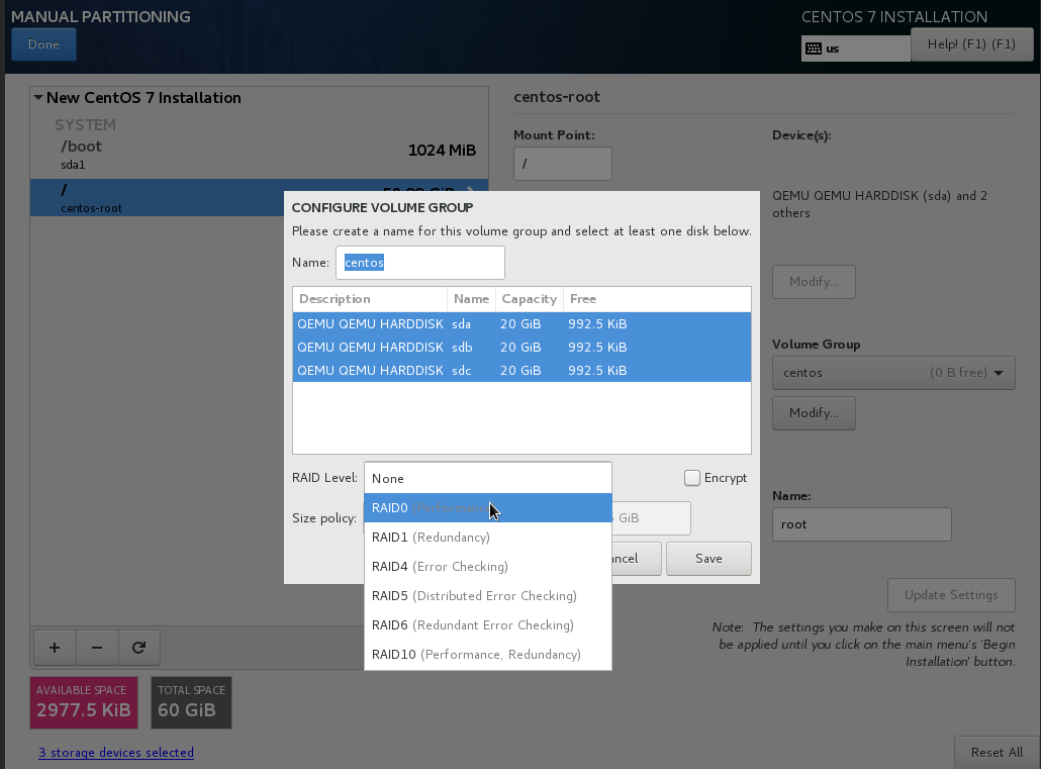 MANUAL PARTITIONING
CENTOS 7 INSTALLATION
Done
us
Help! (F1) (F1)
New CentOS 7 Installation
SYSTEM
/boot
1024 MiB
sda1
/
centos-root
centos-root
Mount Point:
/
Device(s):
QEMU QEMU HARDDISK (sda) and 2
others
Modify...
Volume Group
centos (0 B free)
Modify...
Name:
root
Update Settings
Note: The settings you make on this screen will not
be applied until you click on the main menu's 'Begin
Installation' button.
CONFIGURE VOLUME GROUP
Please create a name for this volume group and select at least one disk below.
Name: centos
Description Name Capacity Free
QEMU QEMU HARDDISK sda 20 GiB 992.5 KiB
QEMU QEMU HARDDISK sdb 20 GiB 992.5 KiB
QEMU QEMU HARDDISK sdc 20 GiB 992.5 KiB
RAID Level:
Encrypt
None
RAID0
RAID1 (Redundancy)
RAID4 (Error Checking)
RAID5 (Distributed Error Checking)
RAID6 (Redundant Error Checking)
RAID10 (Performance, Redundancy)
Size policy:
GiB
Save
+ −
AVAILABLE SPACE
2977.5 KiB
TOTAL SPACE
60 GiB
3 storage devices selected
Reset All